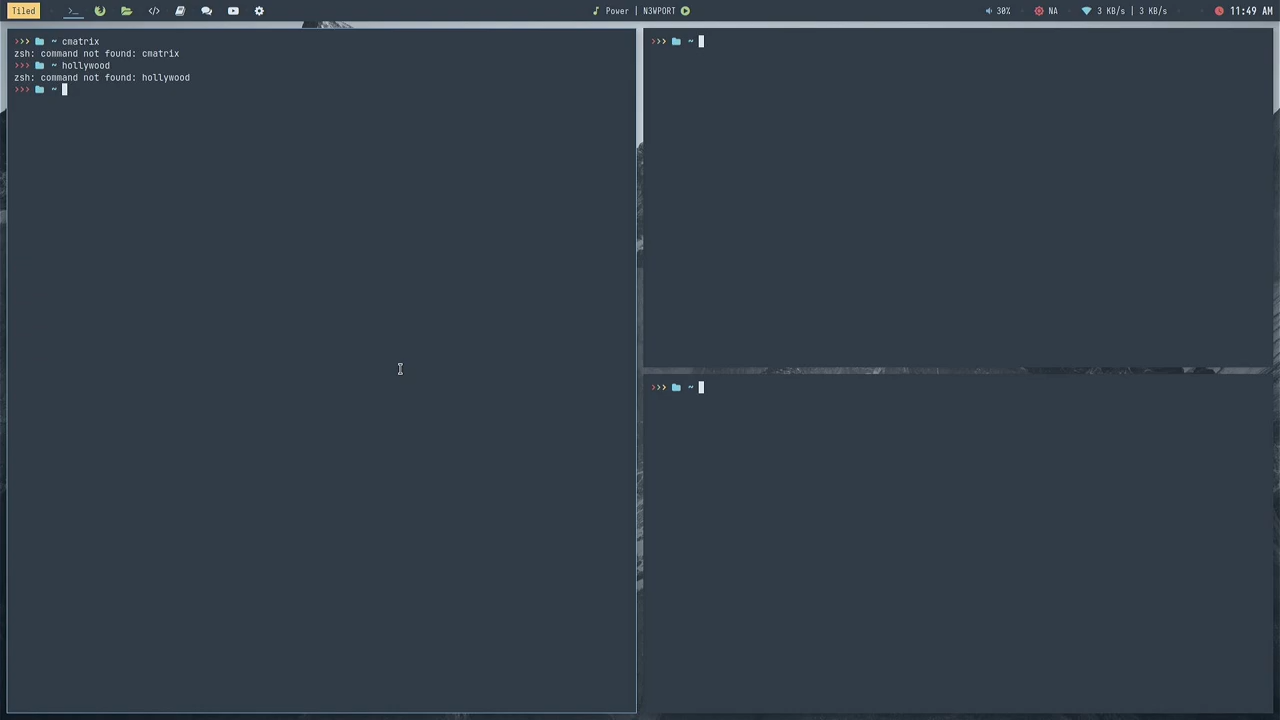 Tiled
Power | N3WPORT
30%
NA
3 KB/s | 3 KB/s
11:49 AM
>>> ~ cmatrix
zsh: command not found: cmatrix
>>> ~ hollywood
zsh: command not found: hollywood
>>> ~
>>> ~
>>> ~